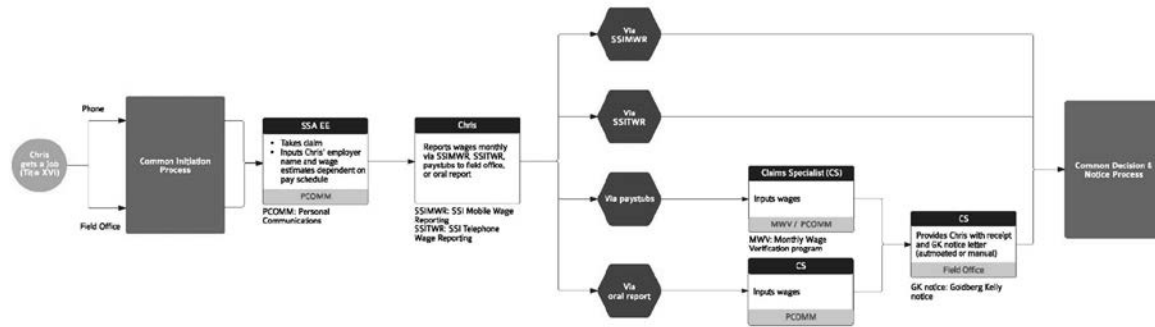 Chris
gets a Job
(Title XVI)
Phone
Field Office
Common Initiation
Process
SSA EE
• Takes claim
• Inputs Chris' employer
name and wage
estimates dependent on
pay schedule
PCOMM
PCOMM: Personal
Communications
Chris
Reports wages monthly
via SSIMWR, SSITWR,
paystubs to field office,
or oral report
SSIMWR: SSI Mobile Wage
Reporting
SSITWR: SSI Telephone
Wage Reporting
Via
SSIMWR
Via
SSITWR
Via paystubs
Via
oral report
Claims Specialist (CS)
Inputs wages
MWV / PCOMM
MWV: Monthly Wage
Verification program
CS
Inputs wages
PCOMM
CS
Provides Chris with receipt
and GK notice letter
(autmoated or manual)
Field Office
GK notice: Goldberg Kelly
notice
Common Decision &
Notice Process